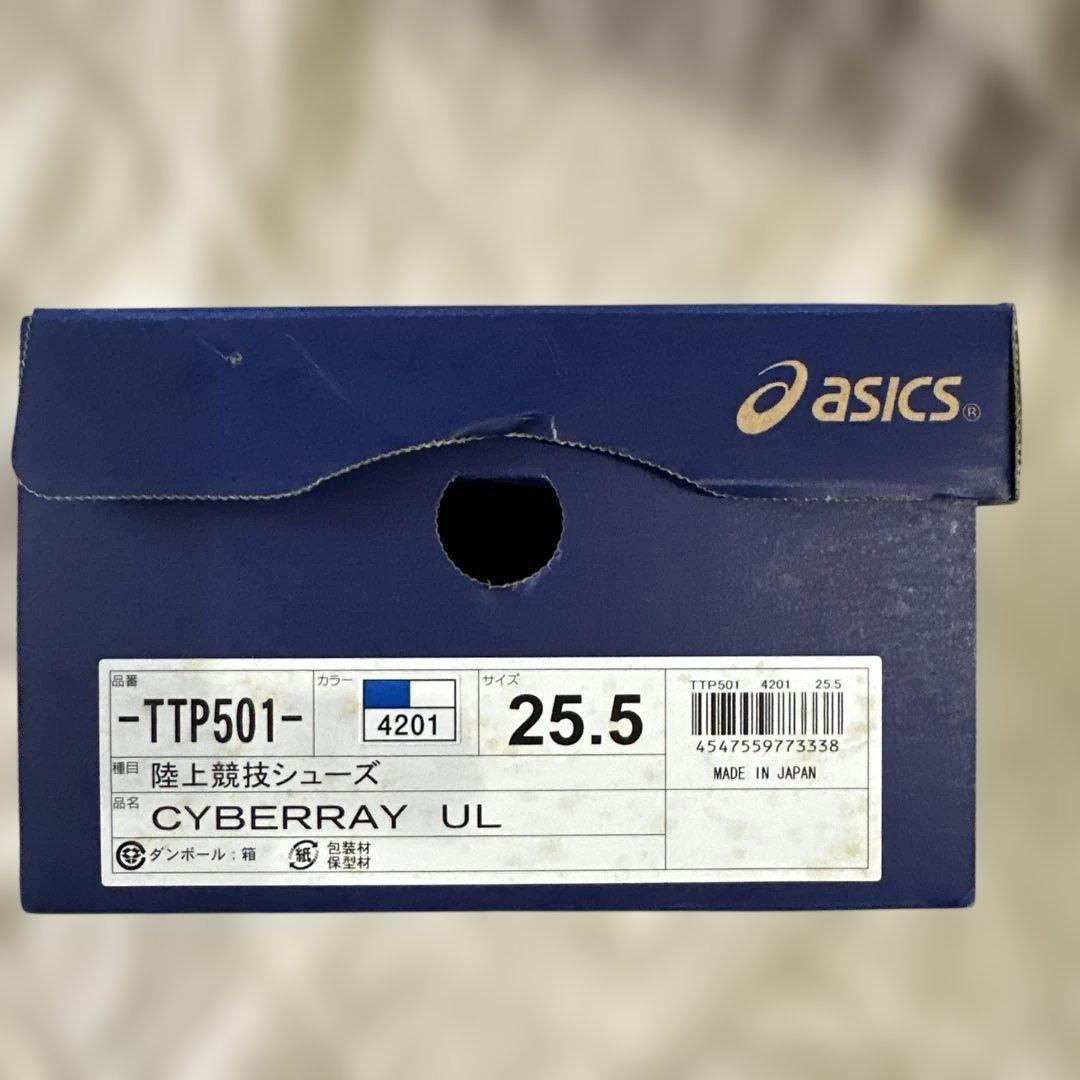 asics®
品番
-TTP501-
カラー
4201
サイズ
25.5
TTP501 4201 25.5
4547559773338
MADE IN JAPAN
種目 陸上競技シューズ
品名 CYBERRAY UL
ダンボール:箱
紙
包装材
保型材